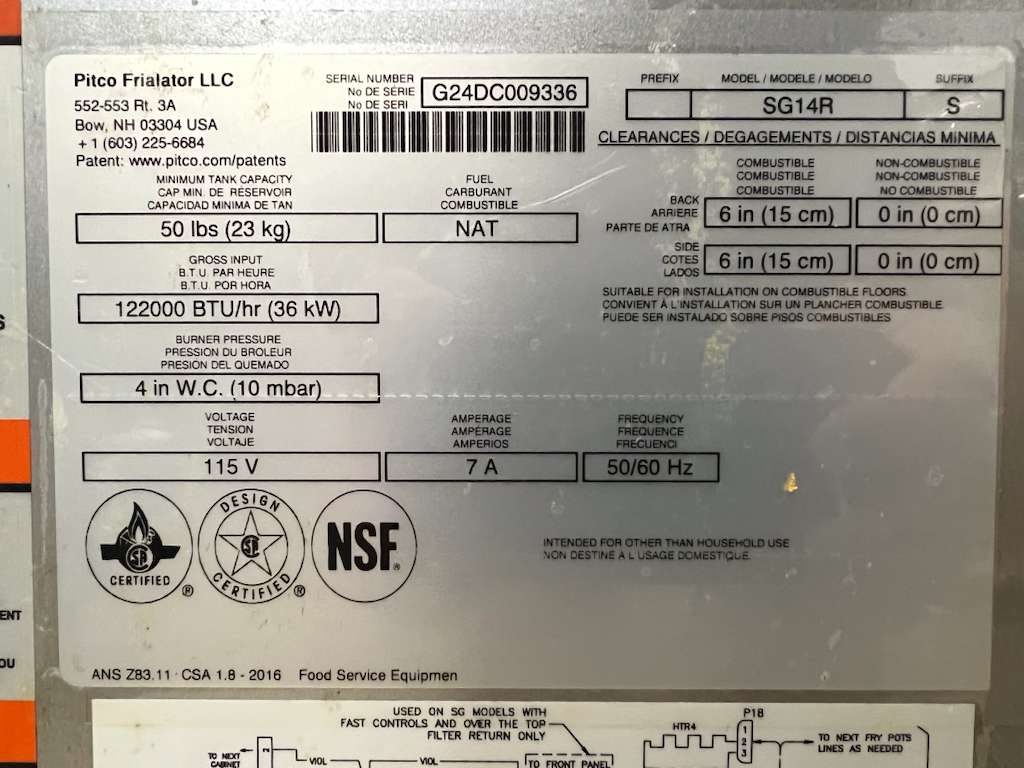 Pitco Frialator LLC
552-553 Rt. 3A
Bow, NH 03304 USA
+ 1 (603) 225-6684
Patent: www.pitco.com/patents
SERIAL NUMBER
No DE SÉRIE
No DE SERI
G24DC009336
PREFIX
MODEL / MODELE / MODELO
SUFFIX
SG14R
S
CLEARANCES / DEGAGEMENTS / DISTANCIAS MINIMA
COMBUSTIBLE
COMBUSTIBLE
COMBUSTIBLE
NON-COMBUSTIBLE
NON-COMBUSTIBLE
NO COMBUSTIBLE
BACK
ARRIERE
PARTE DE ATRA
6 in (15 cm)
0 in (0 cm)
SIDE
COTES
LADOS
6 in (15 cm)
0 in (0 cm)
SUITABLE FOR INSTALLATION ON COMBUSTIBLE FLOORS
CONVIENT À L'INSTALLATION SUR UN PLANCHER COMBUSTIBLE
PUEDE SER INSTALADO SOBRE PISOS COMBUSTIBLES
MINIMUM TANK CAPACITY
CAP MIN. DE RÉSERVOIR
CAPACIDAD MINIMA DE TAN
50 lbs (23 kg)
FUEL
CARBURANT
COMBUSTIBLE
NAT
GROSS INPUT
B.T.U. PAR HEURE
B.T.U. POR HORA
122000 BTU/hr (36 kW)
BURNER PRESSURE
PRESSION DU BROLEUR
PRESION DEL QUEMADO
4 in W.C. (10 mbar)
VOLTAGE
TENSION
VOLTAJE
115 V
AMPERAGE
AMPÉRAGE
AMPERIOS
7 A
FREQUENCY
FREQUENCE
FRECUENCI
50/60 Hz
SA
CERTIFIED
®
DESIGN
SA
CERTIFIED
®
NSF®
INTENDED FOR OTHER THAN HOUSEHOLD USE
NON DESTINE A L USAGE DOMESTIQUE.
ANS Z83.11 · CSA 1.8 - 2016 Food Service Equipmen
S
ENT
OU
USED ON SG MODELS WITH
FAST CONTROLS AND OVER THE TOP
FILTER RETURN ONLY
TO NEXT
CABINET
VIOL
VIOL
TO FRONT PANEL
HTR4
P18
1
2
3
TO NEXT FRY POTS
LINES AS NEEDED